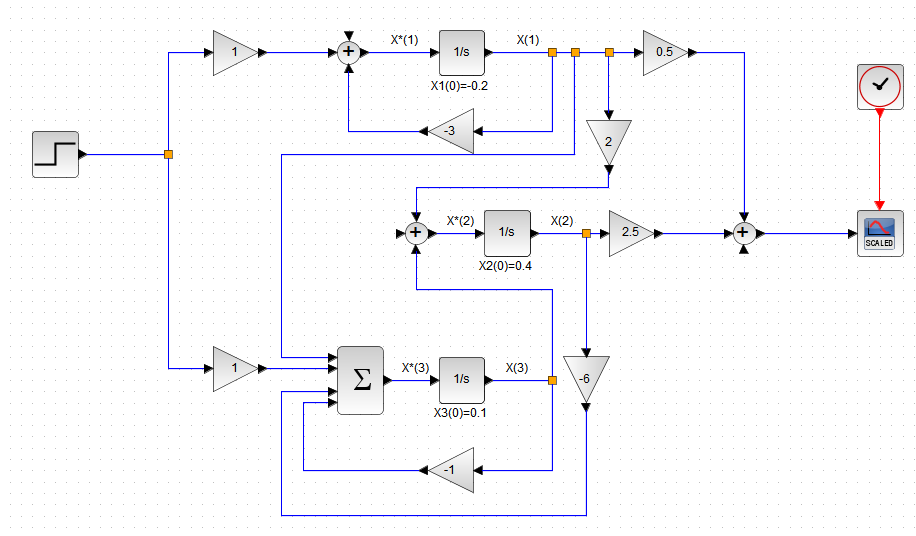 1
+
X*(1)
1/s
X(1)
0.5
X1(0)=-0.2
-3
2
+
X*(2)
1/s
X(2)
2.5
+
SCALED
X2(0)=0.4
1
Σ
X*(3)
1/s
X(3)
-6
X3(0)=0.1
-1